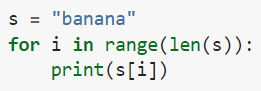 s = "banana"
for i in range(len(s)):
    print(s[i])